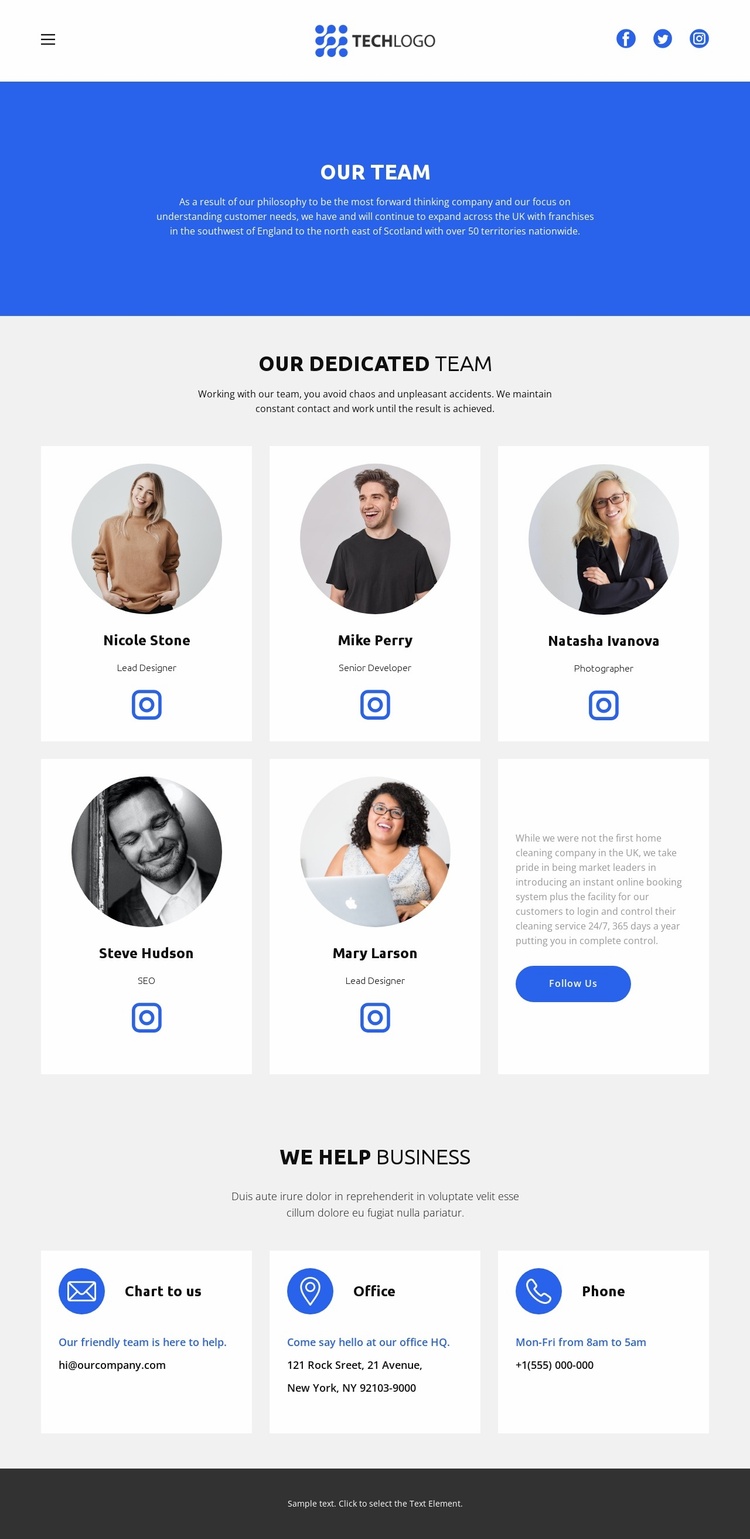 TECHLOGO
OUR TEAM
As a result of our philosophy to be the most forward thinking company and our focus on
understanding customer needs, we have and will continue to expand across the UK with franchises
in the southwest of England to the north east of Scotland with over 50 territories nationwide.
OUR DEDICATED TEAM
Working with our team, you avoid chaos and unpleasant accidents. We maintain
constant contact and work until the result is achieved.
Nicole Stone
Lead Designer
Mike Perry
Senior Developer
Natasha Ivanova
Photographer
Steve Hudson
SEO
Mary Larson
Lead Designer
While we were not the first home
cleaning company in the UK, we take
pride in being market leaders in
introducing an instant online booking
system plus the facility for our
customers to login and control their
cleaning service 24/7, 365 days a year
putting you in complete control.
Follow Us
WE HELP BUSINESS
Duis aute irure dolor in reprehenderit in voluptate velit esse
cillum dolore eu fugiat nulla pariatur.
Chart to us
Our friendly team is here to help.
hi@ourcompany.com
Office
Come say hello at our office HQ.
121 Rock Sreet, 21 Avenue,
New York, NY 92103-9000
Phone
Mon-Fri from 8am to 5am
+1(555) 000-000
Sample text. Click to select the Text Element.